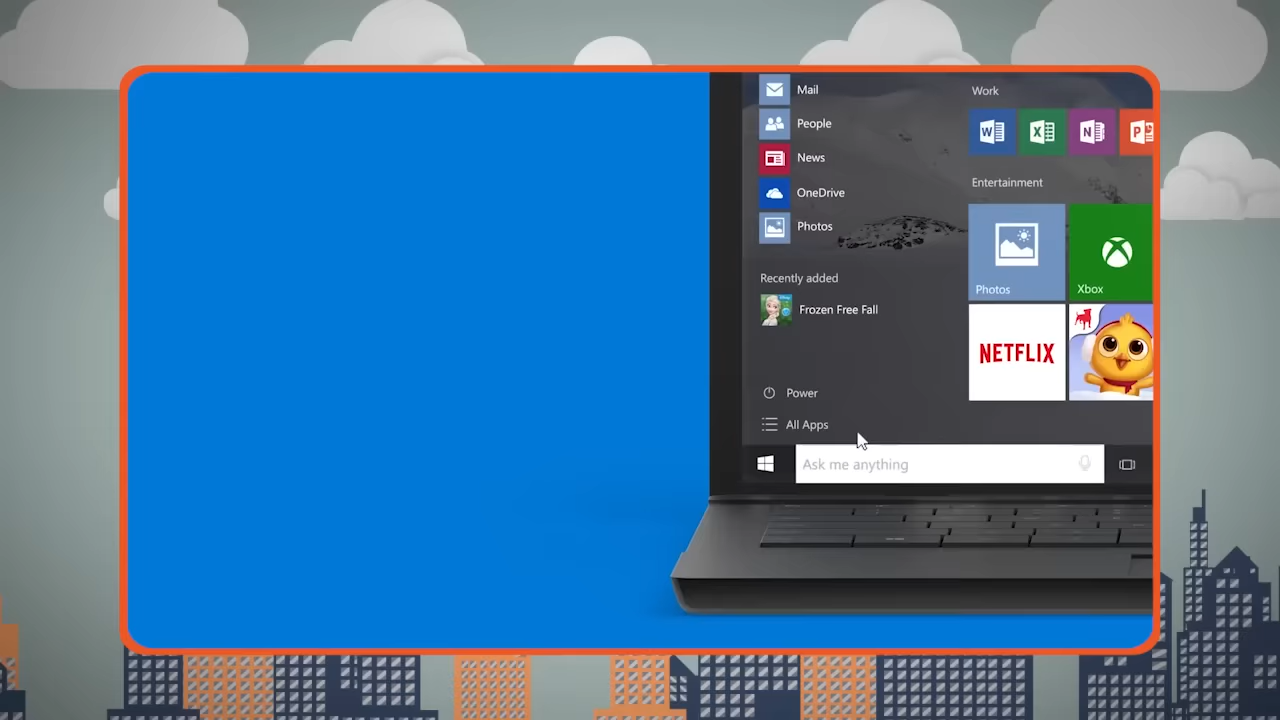 Mail
People
News
OneDrive
Photos
Recently added
Frozen Free Fall
Power
All Apps
Ask me anything
Work
W
X
N
P
Entertainment
Photos
Xbox
NETFLIX